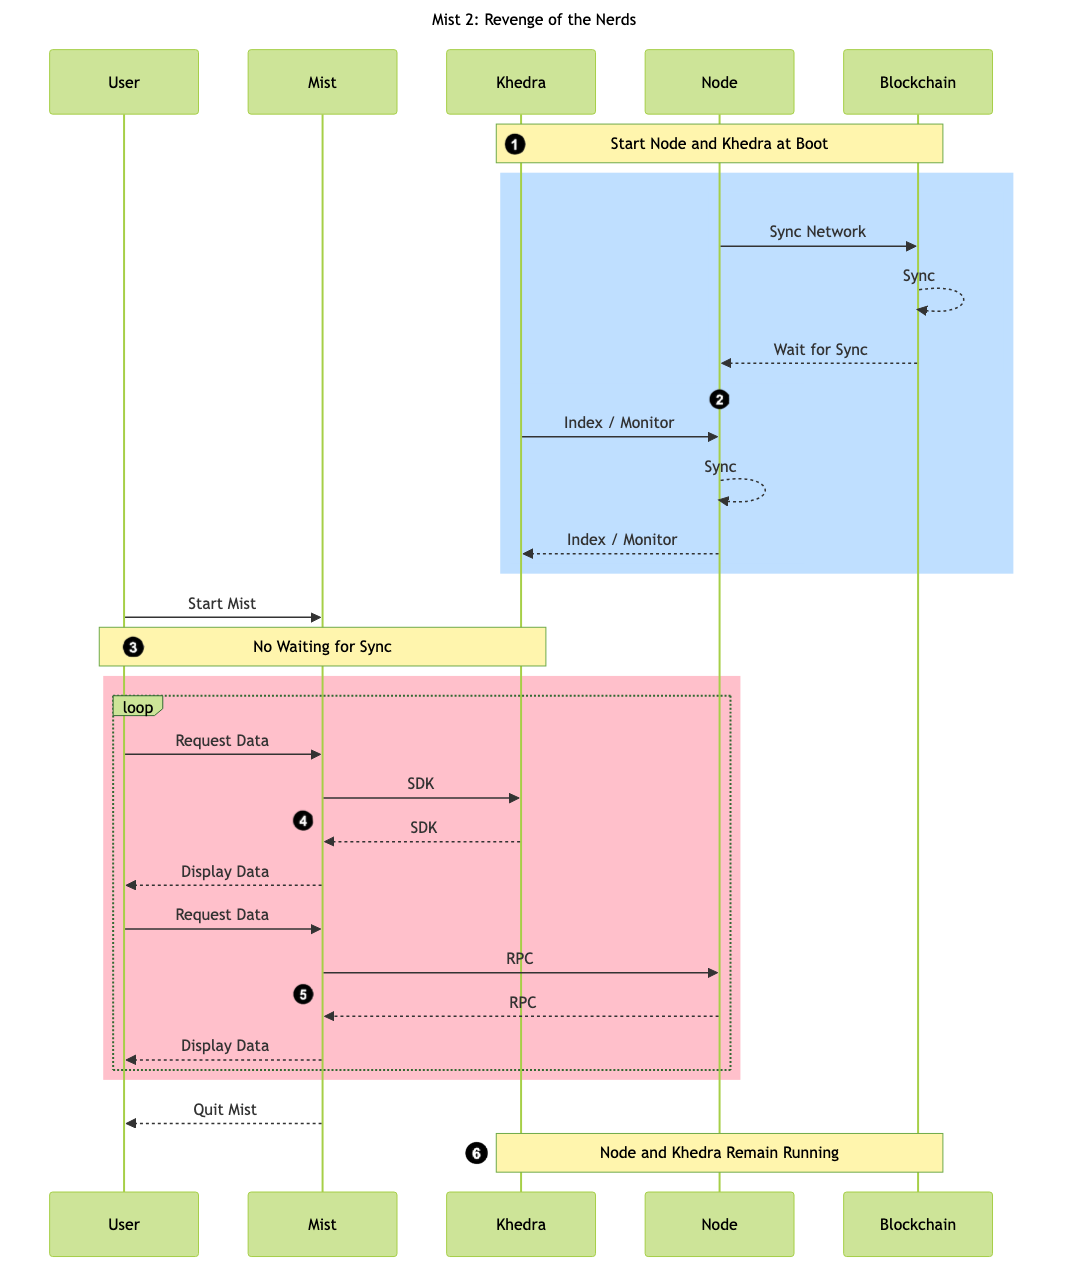 Mist 2: Revenge of the Nerds
User
Mist
Khedra
Node
Blockchain
1
Start Node and Khedra at Boot
Sync Network
Sync
Wait for Sync
2
Index / Monitor
Sync
Index / Monitor
Start Mist
3
No Waiting for Sync
loop
Request Data
SDK
4
SDK
Display Data
Request Data
RPC
5
RPC
Display Data
Quit Mist
6
Node and Khedra Remain Running
User
Mist
Khedra
Node
Blockchain